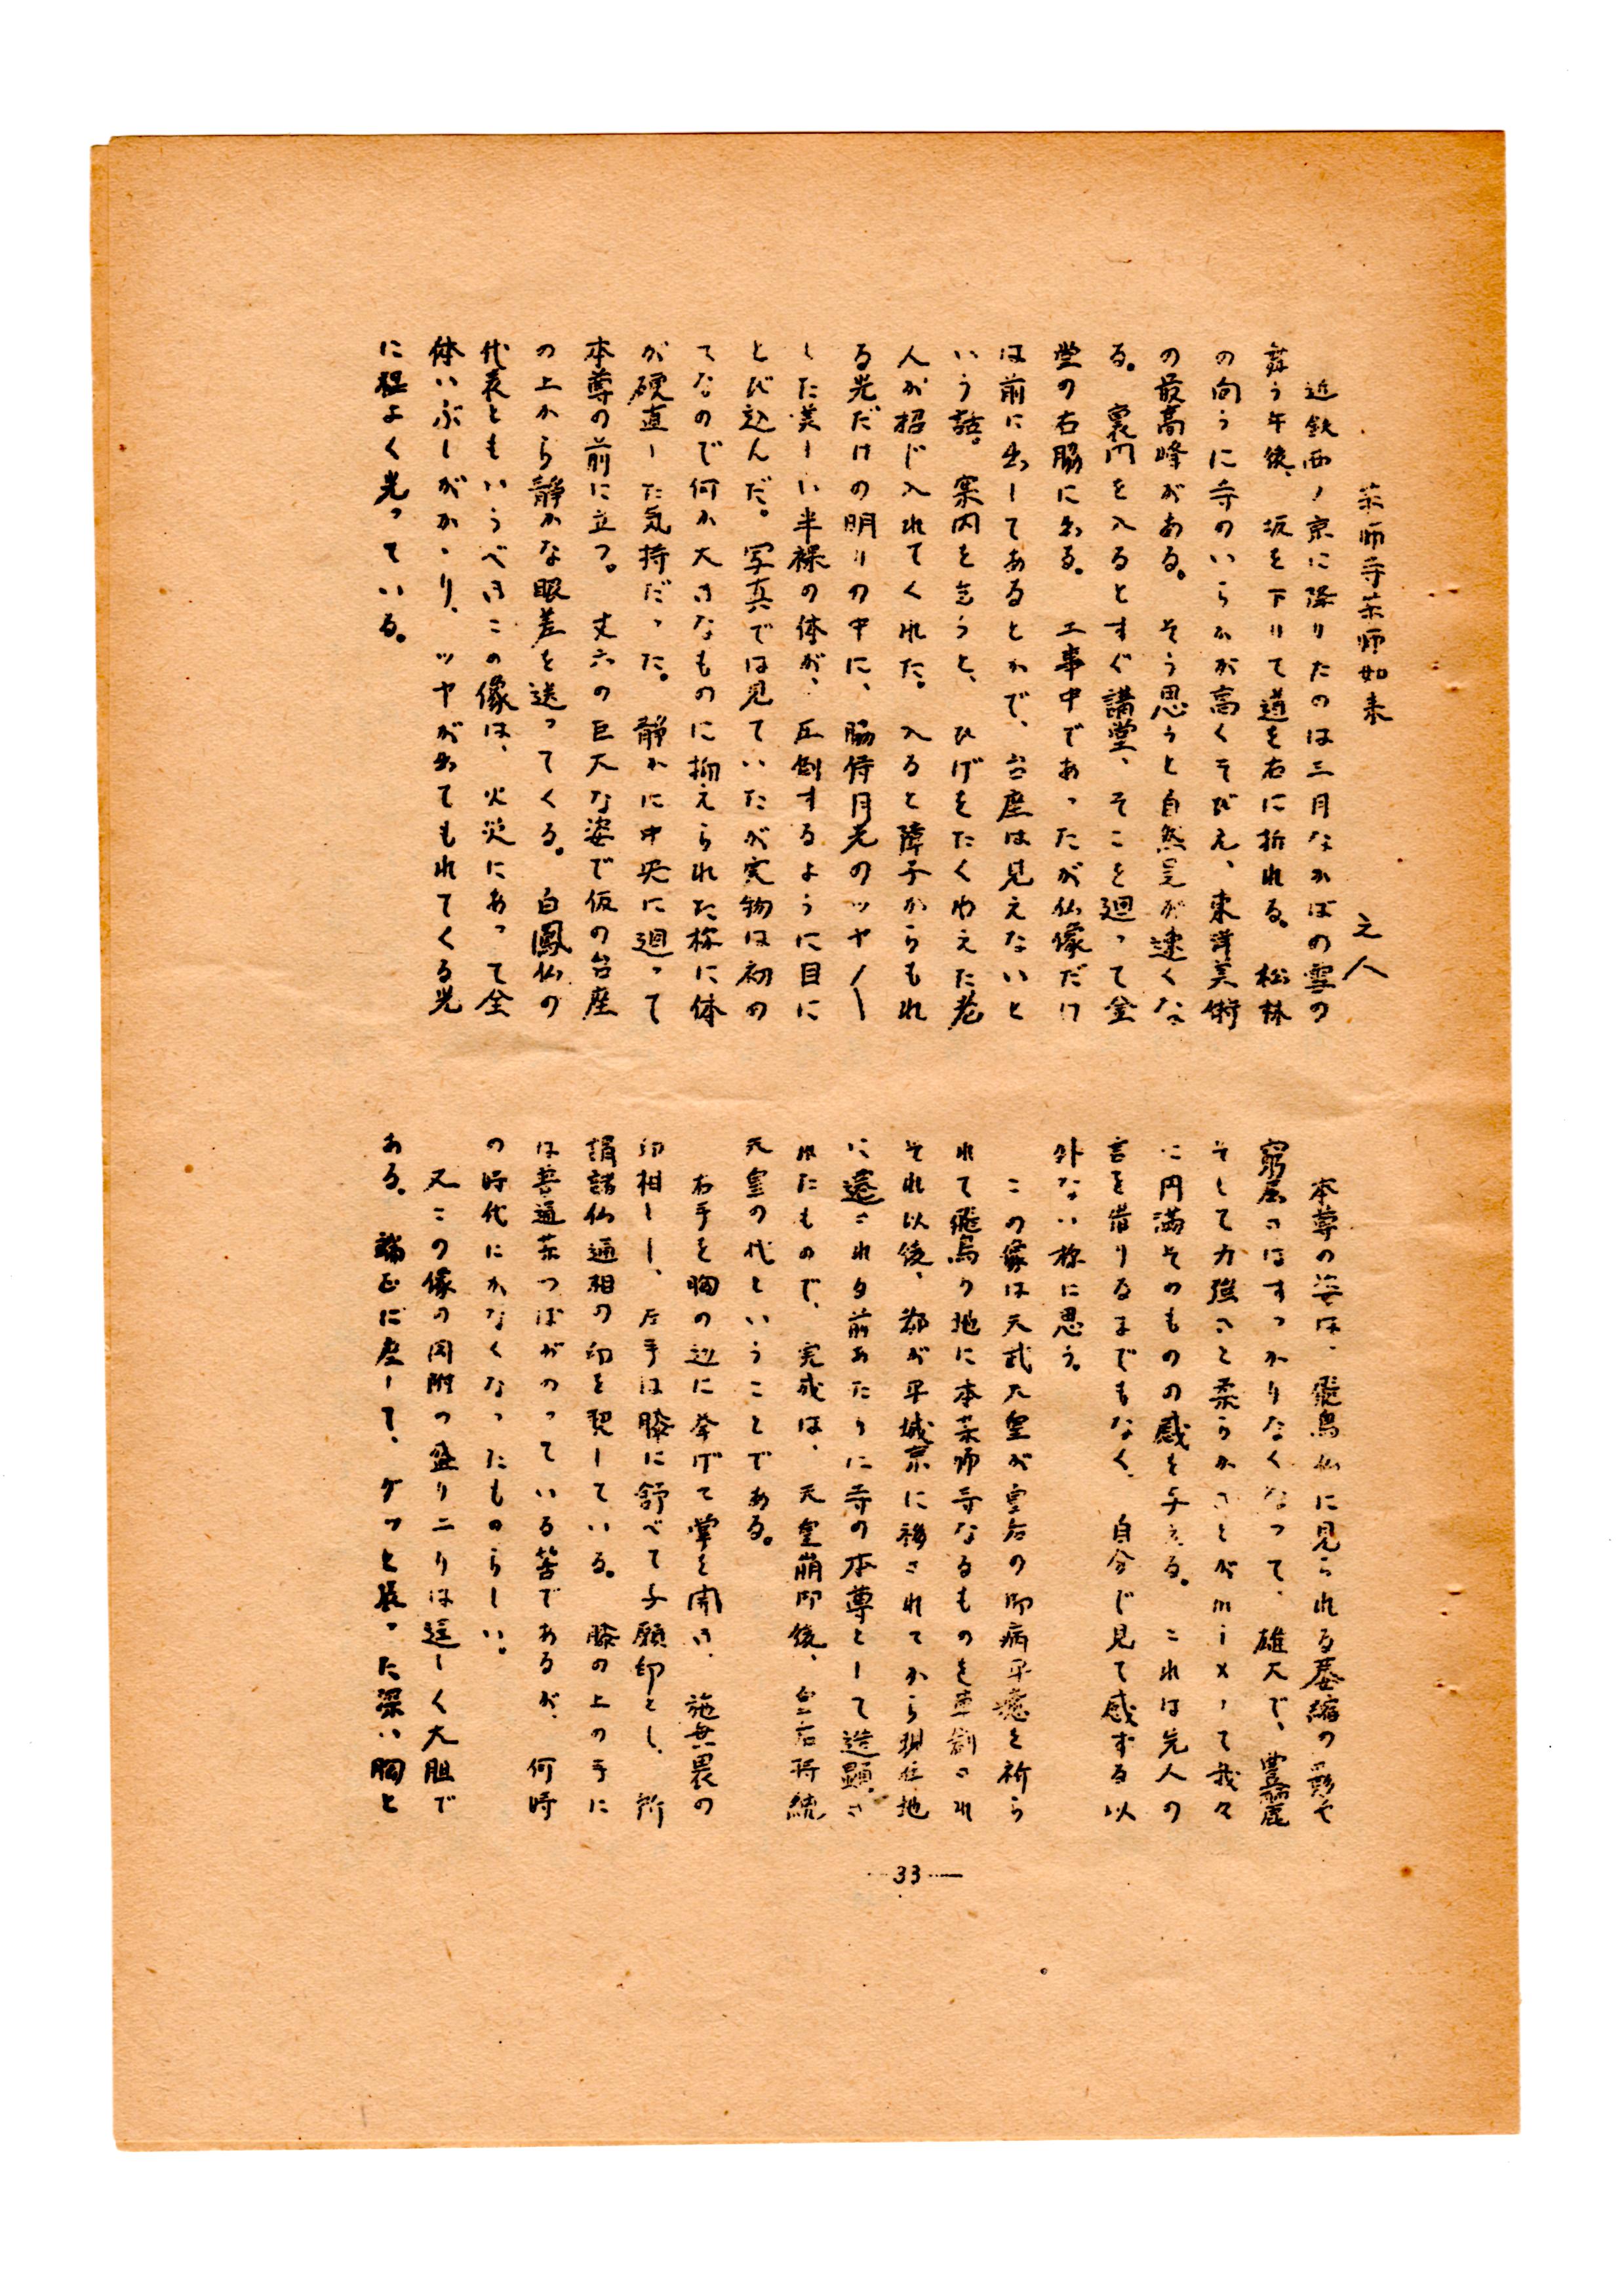 薬師寺薬師如来
之人
近鉄西ノ京に降りたのは三月なかばの雪の
舞う午後、坂を下りて道を右に折れる。松林
の向うに寺のいらかが高くそびえ、東洋美術
の最高峰がある。そう思うと自然足が速くな
る。裏門を入るとすぐ講堂、そこを廻って金
堂の右脇に出る。工事中であったが仏像だけ
は前に出してあるとかで、台座は見えないと
いう話。案内を乞うと、ひげをたくわえた老
人が招じ入れてくれた。入ると障子からもれ
る光だけの明りの中に、脇侍月光のツヤ〳〵
した美しい半裸の体が、圧倒するように目に
とび込んだ。写真では見ていたが実物は初め
てなので何か大きなものに抑えられた様に体
が硬直した気持だった。静かに中央に廻って
本尊の前に立つ。丈六の巨大な姿で仮の台座
の上から静かな眼差を送ってくる。白鳳仏の
代表ともいうべきこの像は、火災にあって全
体いぶしがかゝり、ツヤが出てもれてくる光
に程よく光っている。
本尊の姿は、飛鳥仏に見られる萎縮の影や
窮屈さはすっかりなくなって、雄大で、豊麗
そして力強さと柔らかさとがmixって我々
に円満そのものの感を与える。これは先人の
言を借りるまでもなく、自分じ見て感ずる以
外ない様に思う。
この像は天武天皇が皇后の御病平癒を祈ら
れて飛鳥の地に本薬師寺なるものを草創され
それ以後、都が平城京に移されてから現在地
に遷されタ前あたりに寺の本尊として造顕さ
れたもので、完成は、天皇崩御後、皇后持統
天皇の代ということである。
右手を胸の辺に挙げて掌を開き、施無畏の
印相しし、左手は膝に舒べて与願印とし、所
謂諸仏通相の印を契している。膝の上の手に
は普通薬つぼがのっている筈であるが、何時
の時代にかなくなったものらしい。
又この像の肉附の盛り上りは逞しく大胆で
ある。端正に座して、グッと張った深い胸と
—33—